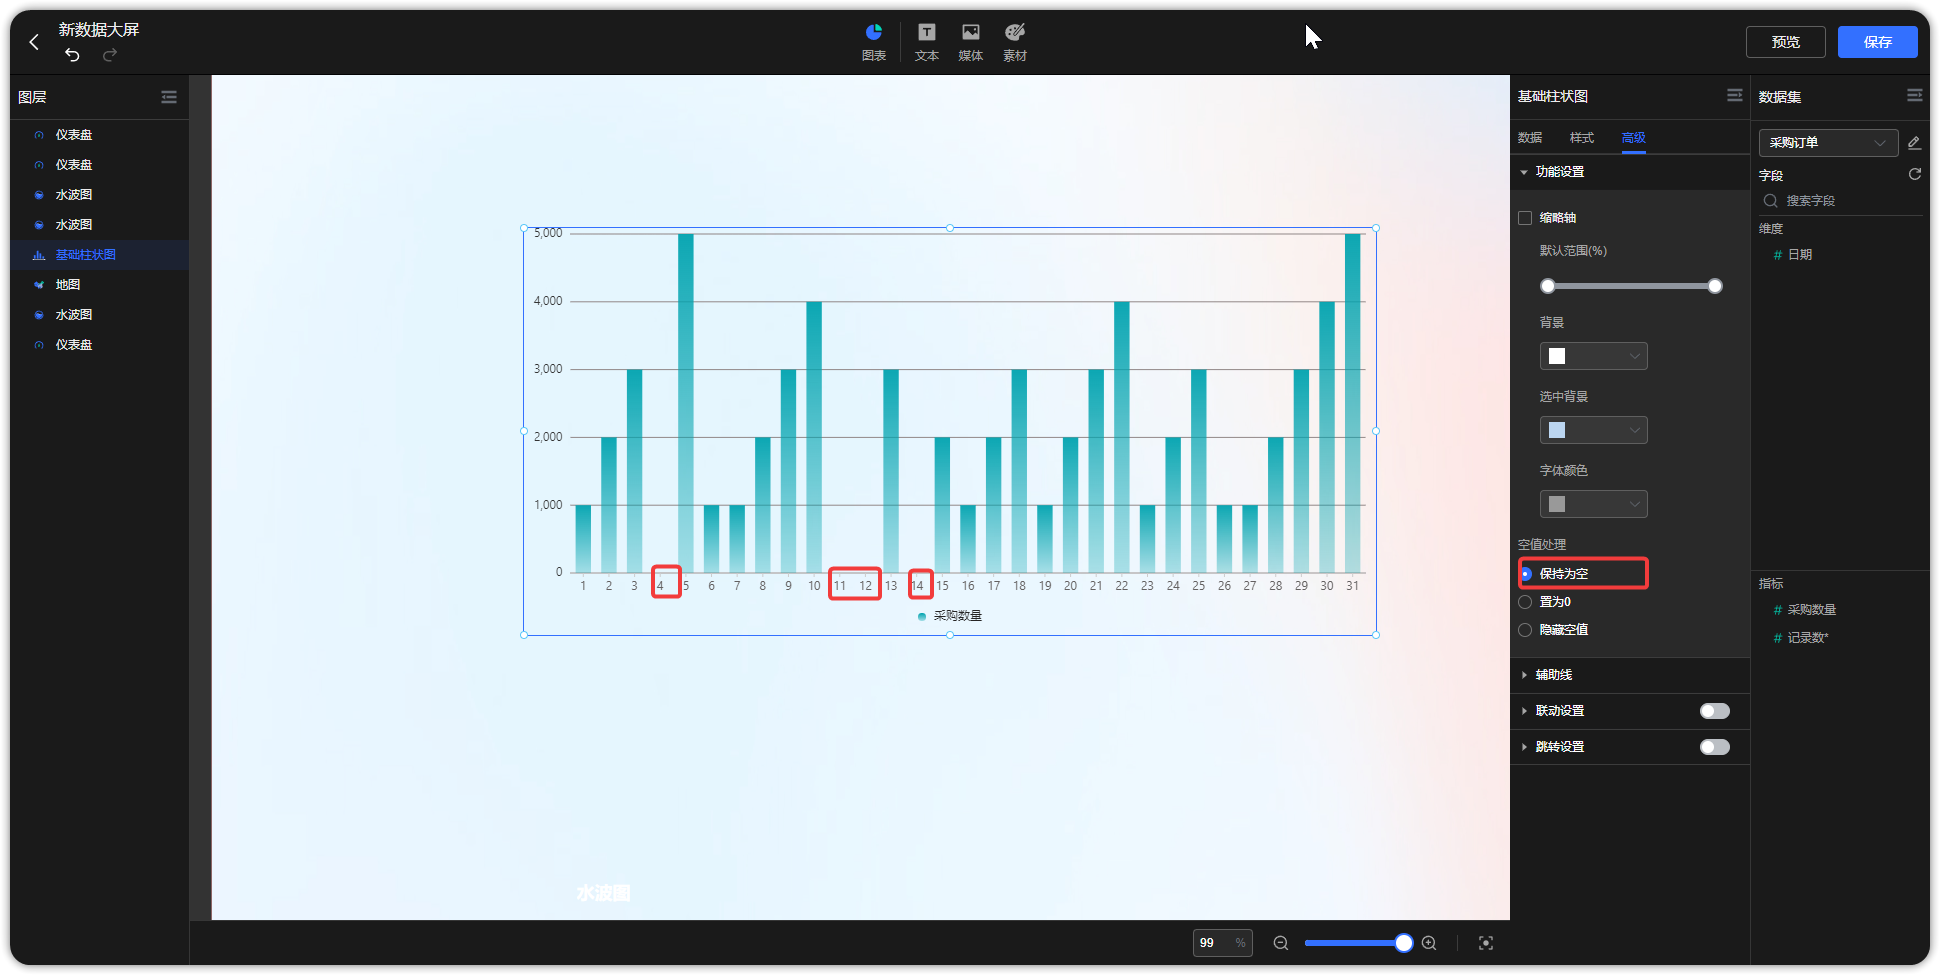 新数据大屏
图表
文本
媒体
素材
预览
保存
图层
仪表盘
仪表盘
水波图
水波图
基础柱状图
地图
水波图
仪表盘
5,000
4,000
3,000
2,000
1,000
0
1 2 3 4 5 6 7 8 9 10 11 12 13 14 15 16 17 18 19 20 21 22 23 24 25 26 27 28 29 30 31
采购数量
水波图
99 %
基础柱状图
数据 样式 高级
功能设置
缩略轴
默认范围(%)
背景
选中背景
字体颜色
空值处理
保持为空
置为0
隐藏空值
辅助线
联动设置
跳转设置
数据集
采购订单
字段
搜索字段
维度
# 日期
指标
# 采购数量
# 记录数*